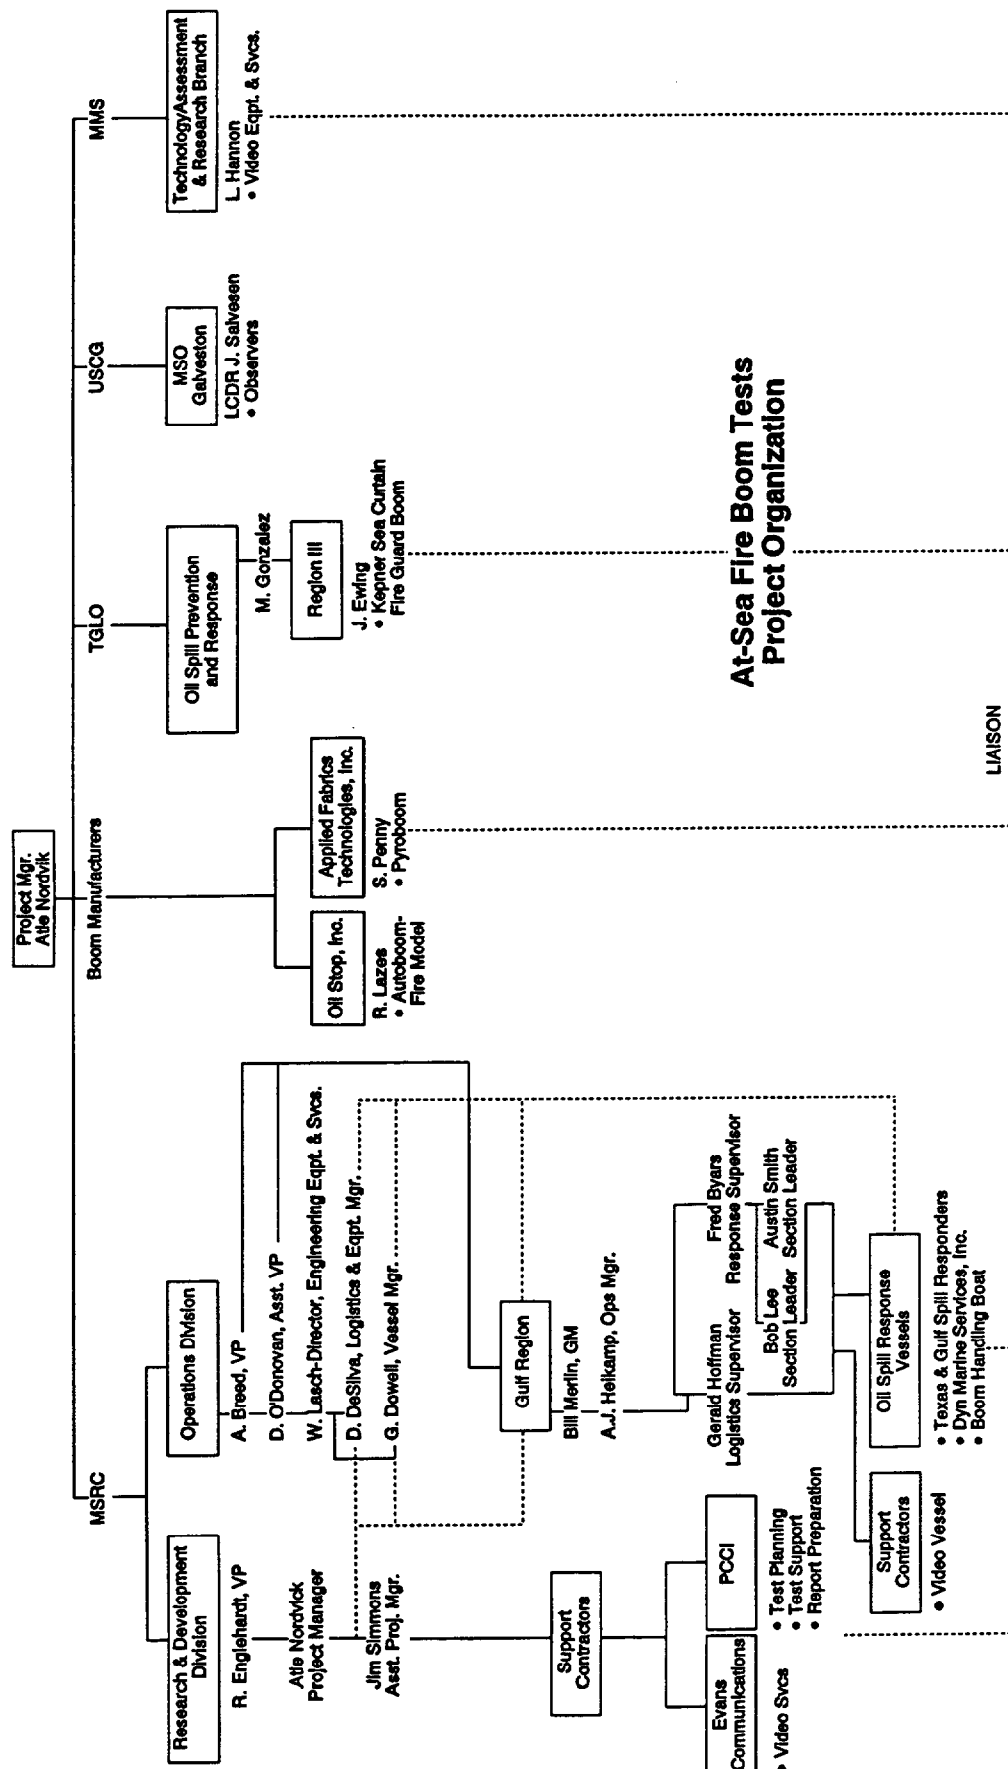 Project Mgr.
Atle Nordvik
MSRC
Boom Manufacturers
TGLO
USCG
MMS
Research & Development
Division
R. Englehardt, VP
Atle Nordvick
Project Manager
Jim Simmons
Asst. Proj. Mgr.
Support
Contractors
Evans
Communications
• Video Svcs
PCCI
• Test Planning
• Test Support
• Report Preparation
Operations Division
A. Breed, VP
D. O'Donovan, Asst. VP
W. Lasch-Director, Engineering Eqpt. & Svcs.
D. DeSilva, Logistics & Eqpt. Mgr.
G. Dowell, Vessel Mgr.
Gulf Region
Bill Merlin, GM
A.J. Heikamp, Ops Mgr.
Gerald Hoffman
Logistics Supervisor
Fred Byars
Response Supervisor
Bob Lee
Section Leader
Austin Smith
Section Leader
Support
Contractors
• Video Vessel
Oil Spill Response
Vessels
• Texas & Gulf Spill Responders
• Dyn Marine Services, Inc.
• Boom Handling Boat
Oil Stop, Inc.
R. Lazes
• Autoboom-
Fire Model
Applied Fabrics
Technologies, Inc.
S. Penny
• Pyroboom
Oil Spill Prevention
and Response
M. Gonzalez
Region III
J. Ewing
• Kepner Sea Curtain
Fire Guard Boom
MSO
Galveston
LCDR J. Salvesen
• Observers
TechnologyAssessment
& Research Branch
L. Hannon
• Video Eqpt. & Svcs.
At-Sea Fire Boom Tests
Project Organization
LIAISON